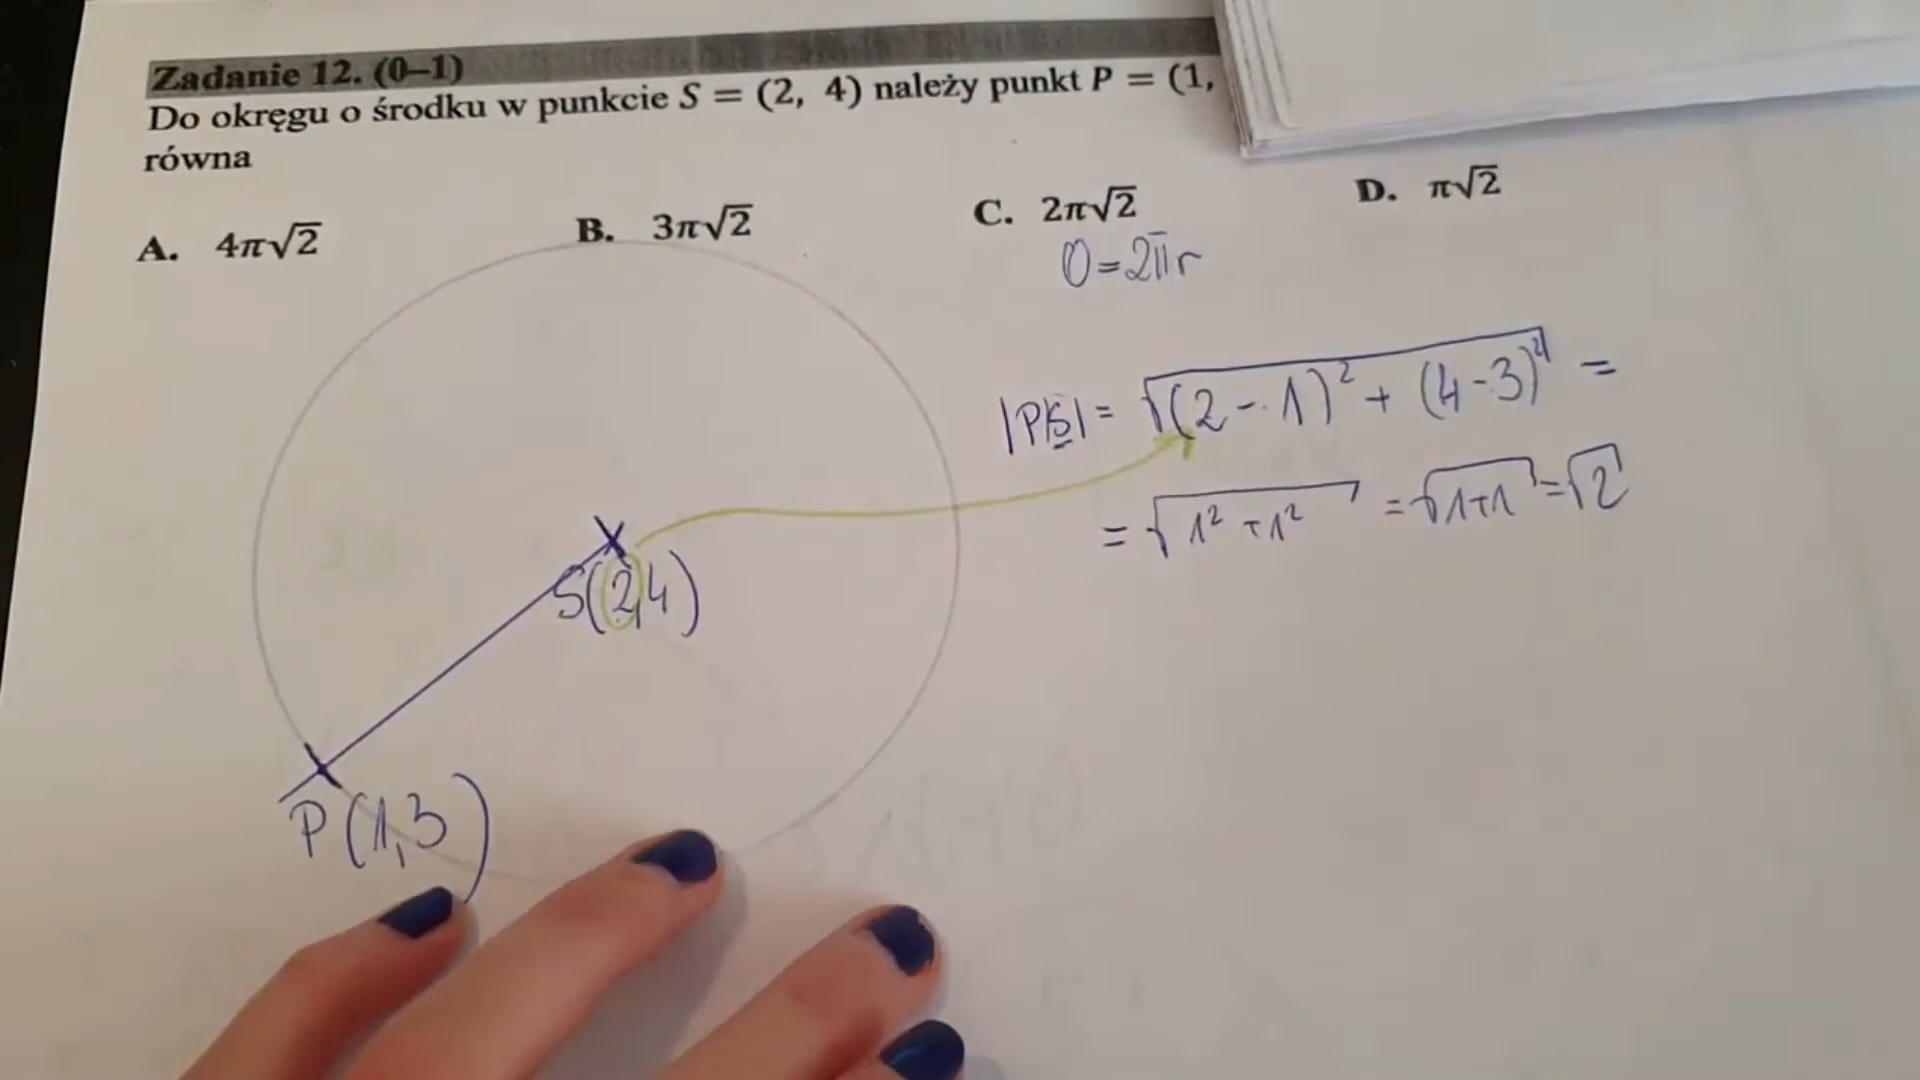 Zadanie 12. (0–1)
Do okręgu o środku w punkcie S = (2, 4) należy punkt P = (1,
równa
A. 4π√2
B. 3π√2
C. 2π√2
D. π√2
O=2πr
|PS| = √(2-1)² + (4-3)⁴ =
= √1² + 1² = √1+1 = √2
S(2,4)
P(1,3)